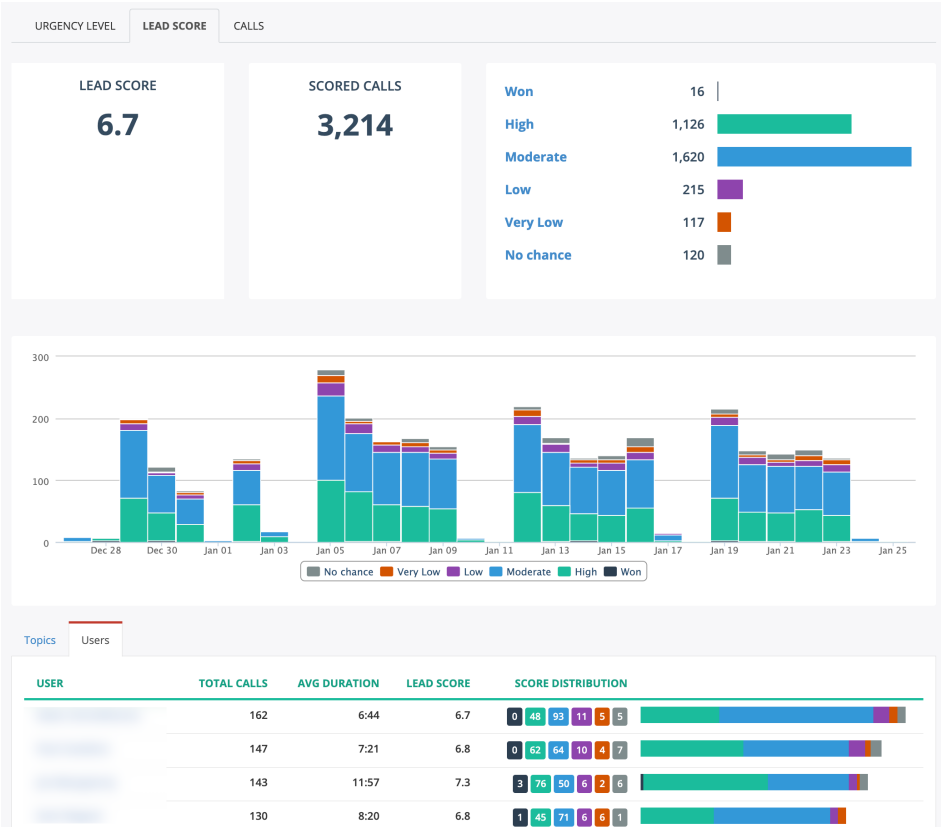 URGENCY LEVEL LEAD SCORE CALLS
LEAD SCORE
6.7
SCORED CALLS
3,214
Won 16
High 1,126
Moderate 1,620
Low 215
Very Low 117
No chance 120
300
200
100
0
Dec 28 Dec 30 Jan 01 Jan 03 Jan 05 Jan 07 Jan 09 Jan 11 Jan 13 Jan 15 Jan 17 Jan 19 Jan 21 Jan 23 Jan 25
No chance Very Low Low Moderate High Won
Topics Users
USER TOTAL CALLS AVG DURATION LEAD SCORE SCORE DISTRIBUTION
162 6:44 6.7 0 48 93 11 5 5
147 7:21 6.8 0 62 64 10 4 7
143 11:57 7.3 3 76 50 6 2 6
130 8:20 6.8 1 45 71 6 6 1